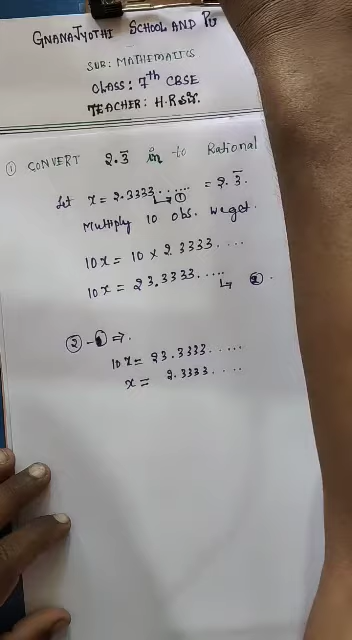 GNANAJYOTHI SCHOOL AND PU
SUB: MATHEMATICS
CLASS: 7th CBSE
TEACHER: H.R
① CONVERT 2.3̅ in to Rational
Let x = 2.3333...... = 2.3̅.
↳ ①
Multiply 10 obs. we get.
10x = 10 x 2.3333....
10x = 23.3333.....
↳ ②.
② - ① ⇒.
10x = 23.3333......
x = 2.3333.....